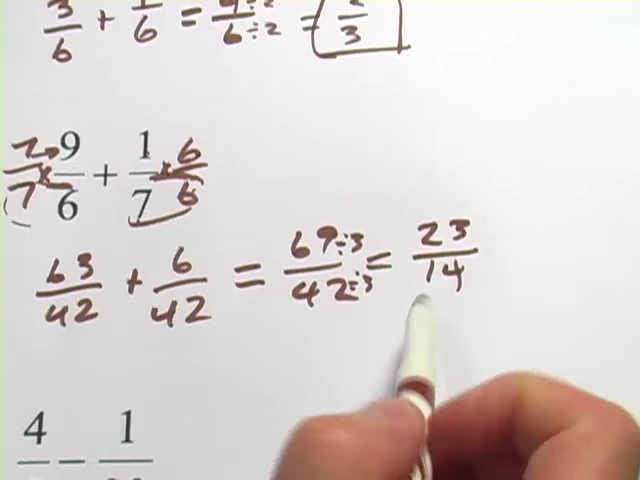 3/6 + 1/6 = 4÷2/6÷2 = 2/3
7/7 × 9/6 + 1/7 × 6/6
63/42 + 6/42 = 69÷3/42÷3 = 23/14
4 − 1